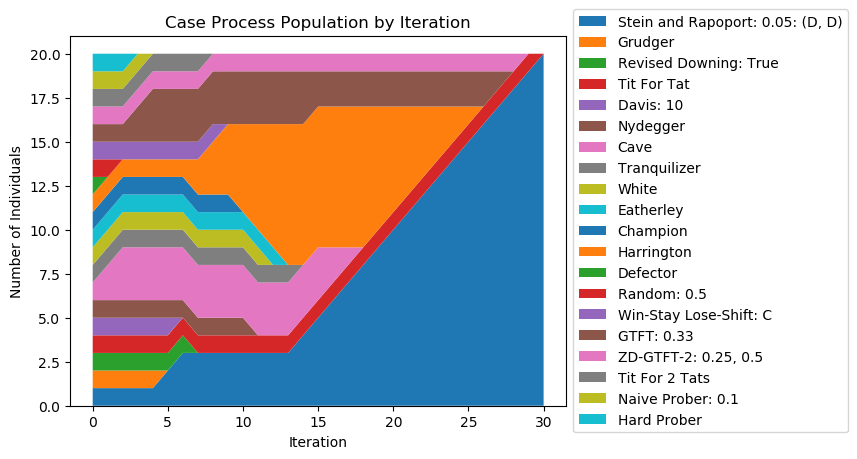 Case Process Population by Iteration
20.0
17.5
15.0
12.5
10.0
7.5
5.0
2.5
0.0
Number of Individuals
0 5 10 15 20 25 30
Iteration
Stein and Rapoport: 0.05: (D, D)
Grudger
Revised Downing: True
Tit For Tat
Davis: 10
Nydegger
Cave
Tranquilizer
White
Eatherley
Champion
Harrington
Defector
Random: 0.5
Win-Stay Lose-Shift: C
GTFT: 0.33
ZD-GTFT-2: 0.25, 0.5
Tit For 2 Tats
Naive Prober: 0.1
Hard Prober